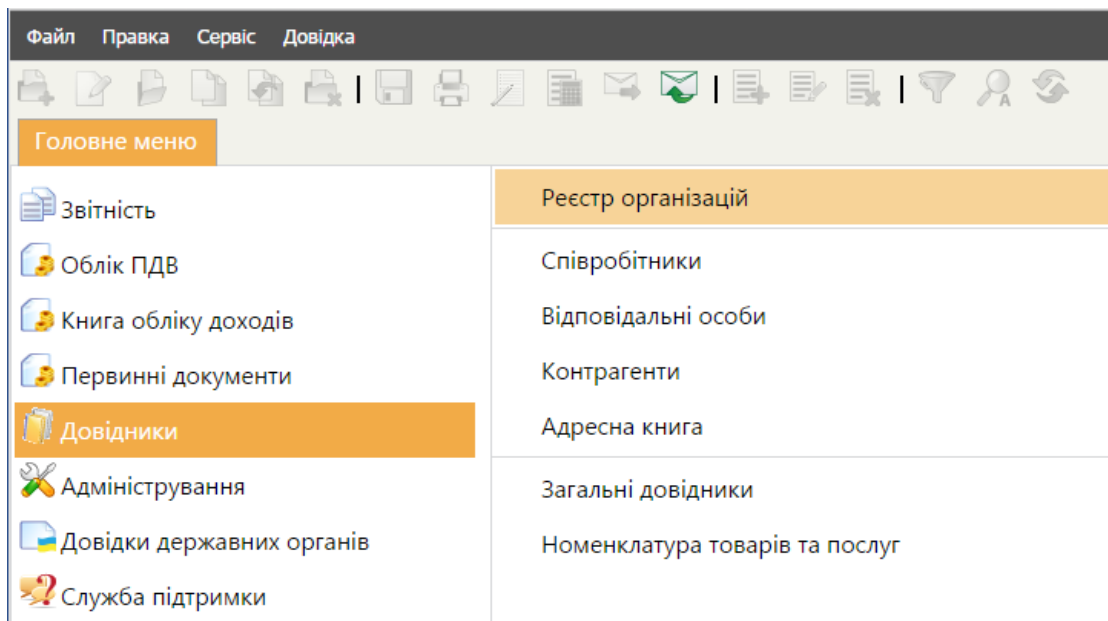 Файл Правка Сервіс Довідка
Головне меню
Звітність
Облік ПДВ
Книга обліку доходів
Первинні документи
Довідники
Адміністрування
Довідки державних органів
Служба підтримки
Реєстр організацій
Співробітники
Відповідальні особи
Контрагенти
Адресна книга
Загальні довідники
Номенклатура товарів та послуг